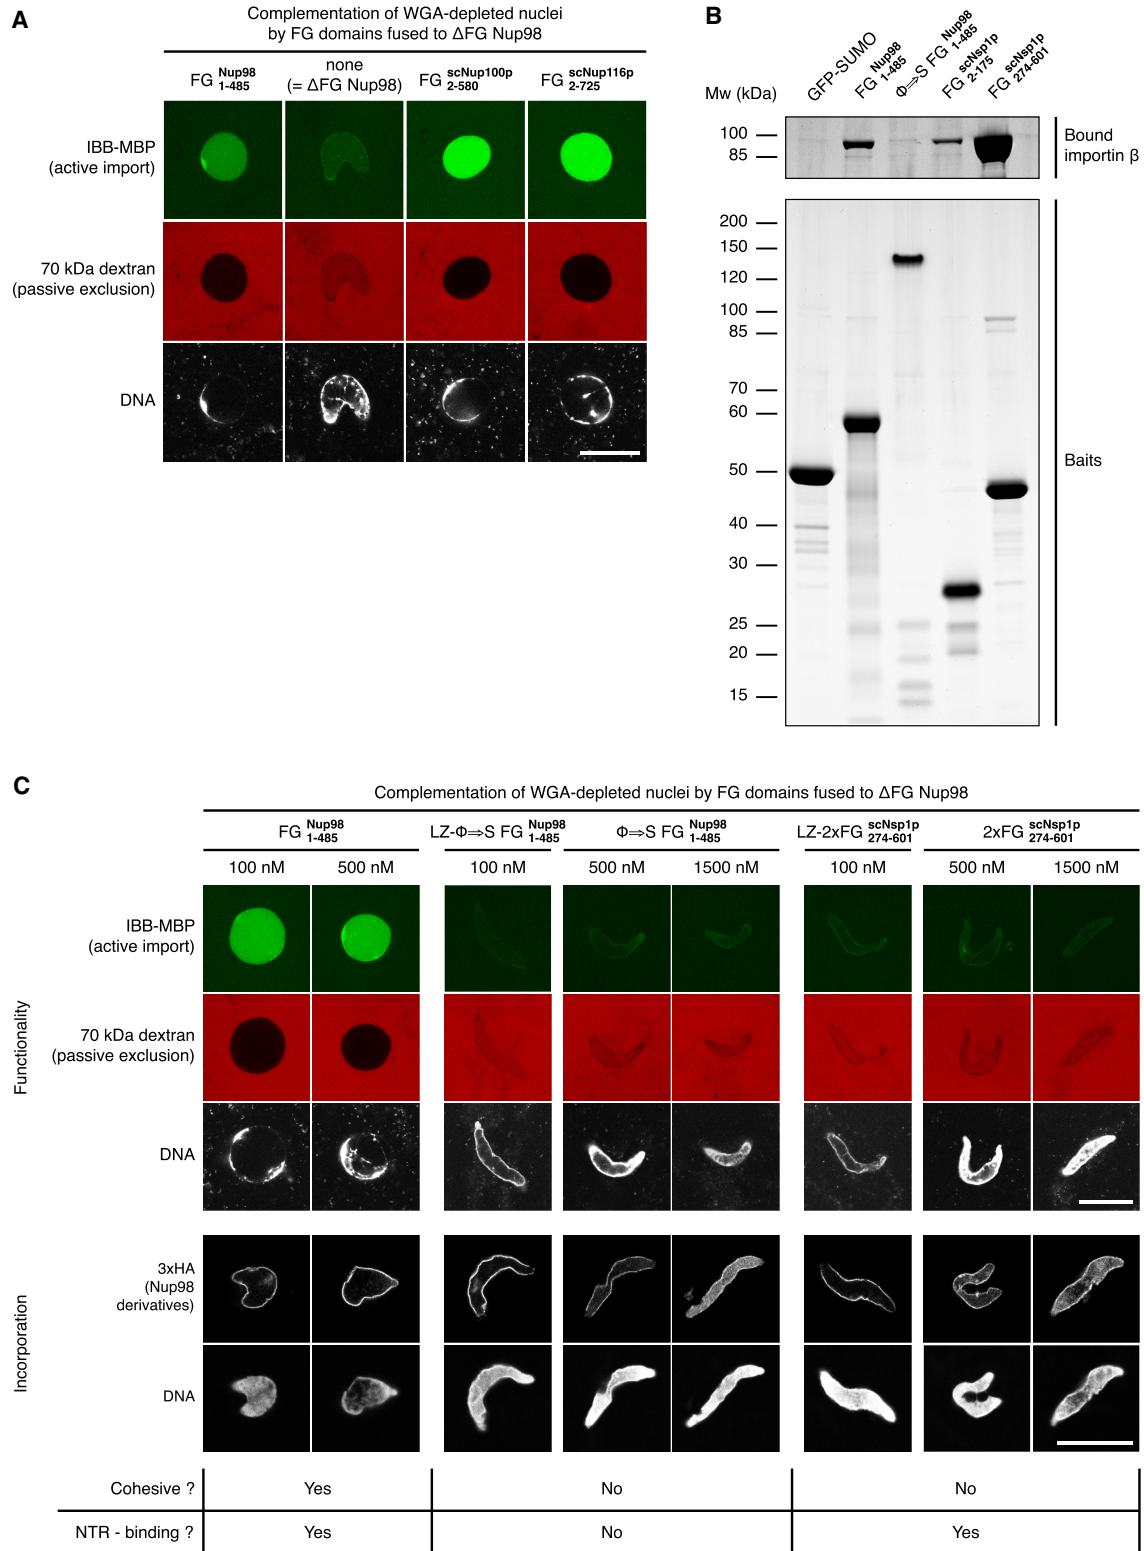 A
Complementation of WGA-depleted nuclei
by FG domains fused to ΔFG Nup98
FG Nup98 1-485
none
(= ΔFG Nup98)
FG scNup100p 2-580
FG scNup116p 2-725
IBB-MBP
(active import)
70 kDa dextran
(passive exclusion)
DNA
B
Mw (kDa)
GFP-SUMO
FG Nup98 1-485
Φ⇒S FG Nup98 1-485
FG scNsp1p 2-175
FG scNsp1p 274-601
100
85
Bound
importin β
200
150
120
100
85
70
60
50
40
30
25
20
15
Baits
C
Complementation of WGA-depleted nuclei by FG domains fused to ΔFG Nup98
FG Nup98 1-485
LZ-Φ⇒S FG Nup98 1-485
Φ⇒S FG Nup98 1-485
LZ-2xFG scNsp1p 274-601
2xFG scNsp1p 274-601
100 nM
500 nM
100 nM
500 nM
1500 nM
100 nM
500 nM
1500 nM
Functionality
IBB-MBP
(active import)
70 kDa dextran
(passive exclusion)
DNA
Incorporation
3xHA
(Nup98
derivatives)
DNA
Cohesive ? Yes No No
NTR - binding ? Yes No Yes